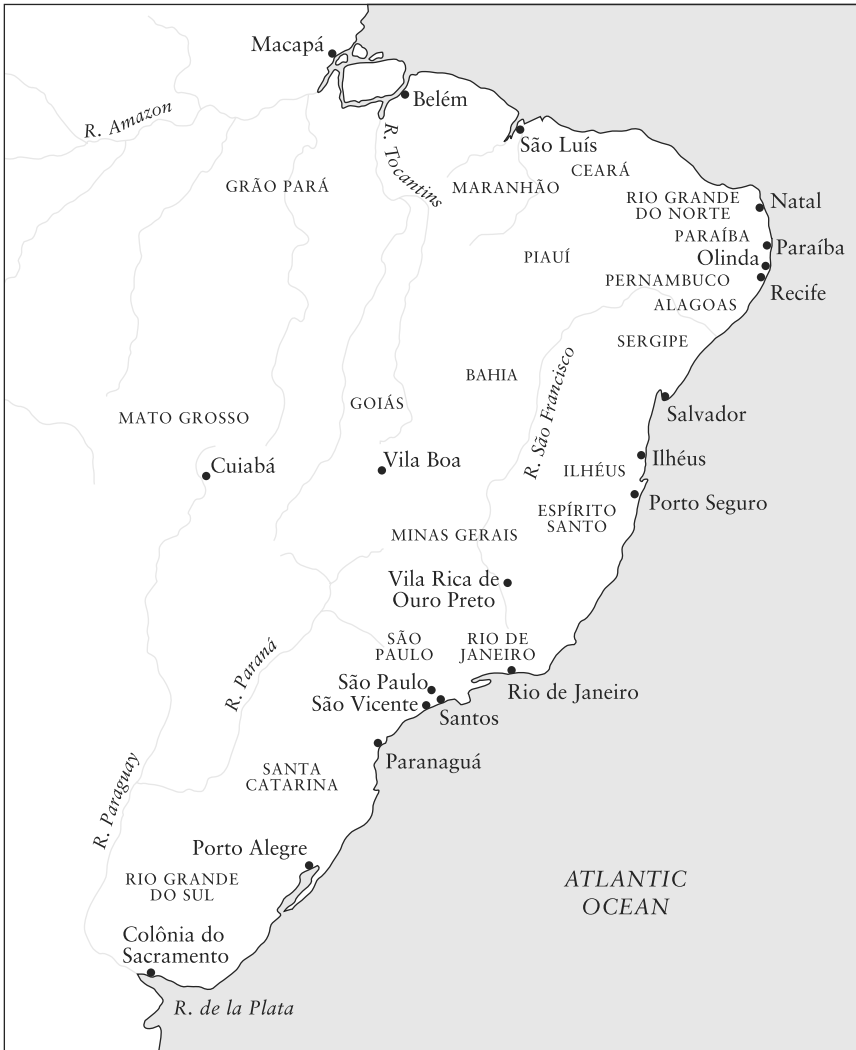 Macapá
Belém
R. Amazon
R. Tocantins
São Luís
CEARÁ
GRÃO PARÁ
MARANHÃO
RIO GRANDE
DO NORTE
Natal
PARAÍBA
Paraíba
PIAUÍ
Olinda
PERNAMBUCO
Recife
ALAGOAS
SERGIPE
R. São Francisco
BAHIA
GOIÁS
MATO GROSSO
Salvador
Cuiabá
Vila Boa
ILHÉUS
Ilhéus
Porto Seguro
ESPÍRITO
SANTO
MINAS GERAIS
Vila Rica de
Ouro Preto
SÃO
PAULO
RIO DE
JANEIRO
R. Paraná
São Paulo
Rio de Janeiro
São Vicente
Santos
Paranaguá
SANTA
CATARINA
R. Paraguay
Porto Alegre
RIO GRANDE
DO SUL
ATLANTIC
OCEAN
Colônia do
Sacramento
R. de la Plata